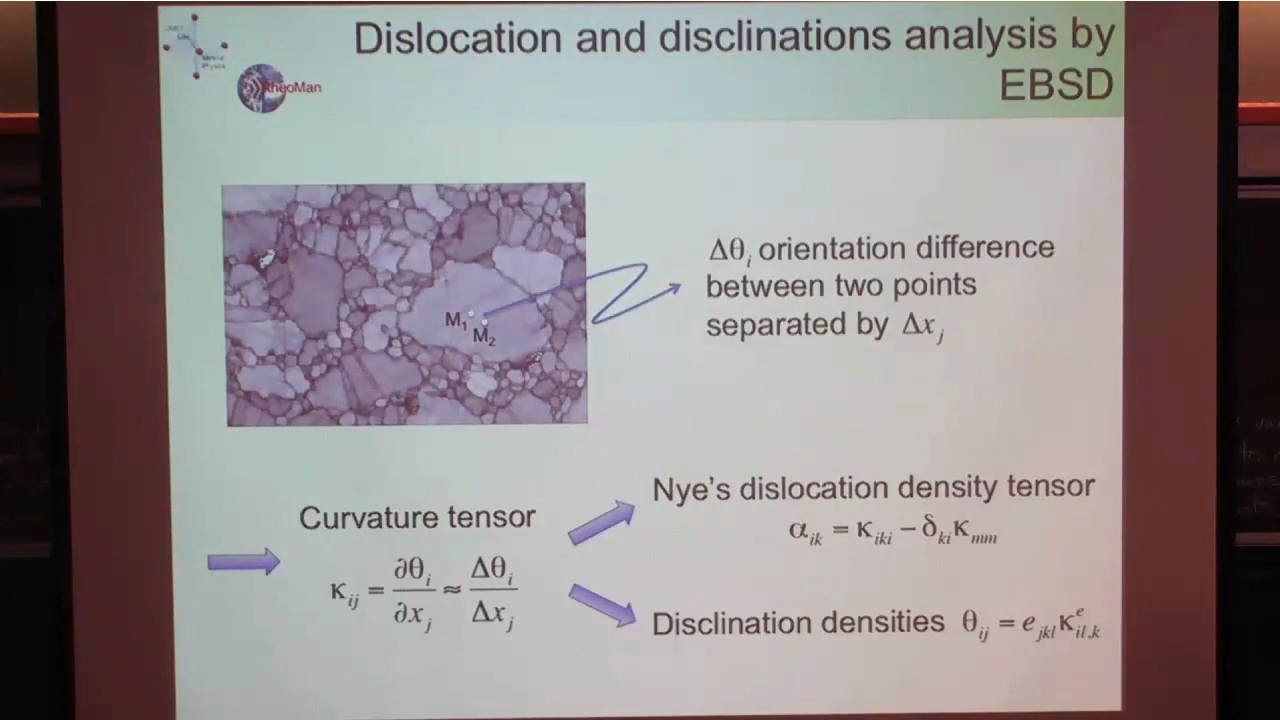 Dislocation and disclinations analysis by
EBSD
RheoMan
Δθi orientation difference
between two points
separated by Δxj
M1
M2
Nye's dislocation density tensor
αik = κiki − δkiκmm
Curvature tensor
κij = ∂θi/∂xj ≈ Δθi/Δxj
Disclination densities θij = ejklκeil,k